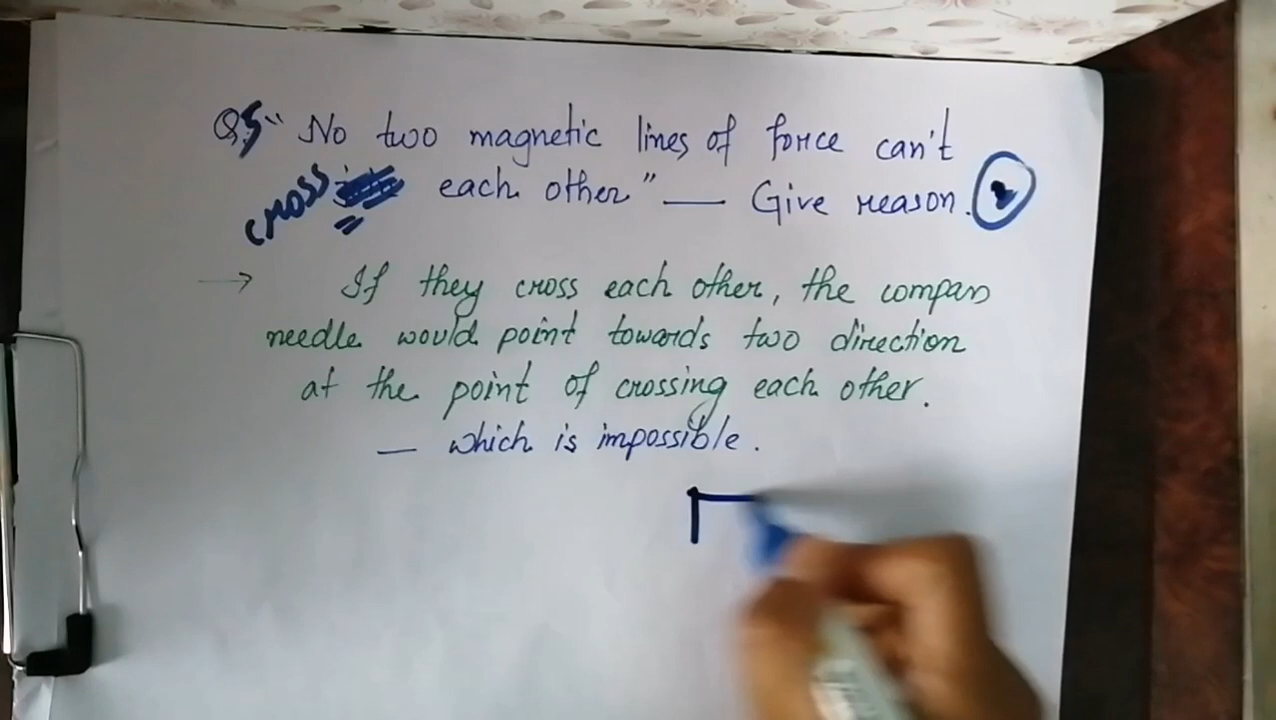 Q.5 "No two magnetic lines of force can't
cross each other" — Give reason.
→ If they cross each other, the compass
needle would point towards two direction
at the point of crossing each other.
— which is impossible.